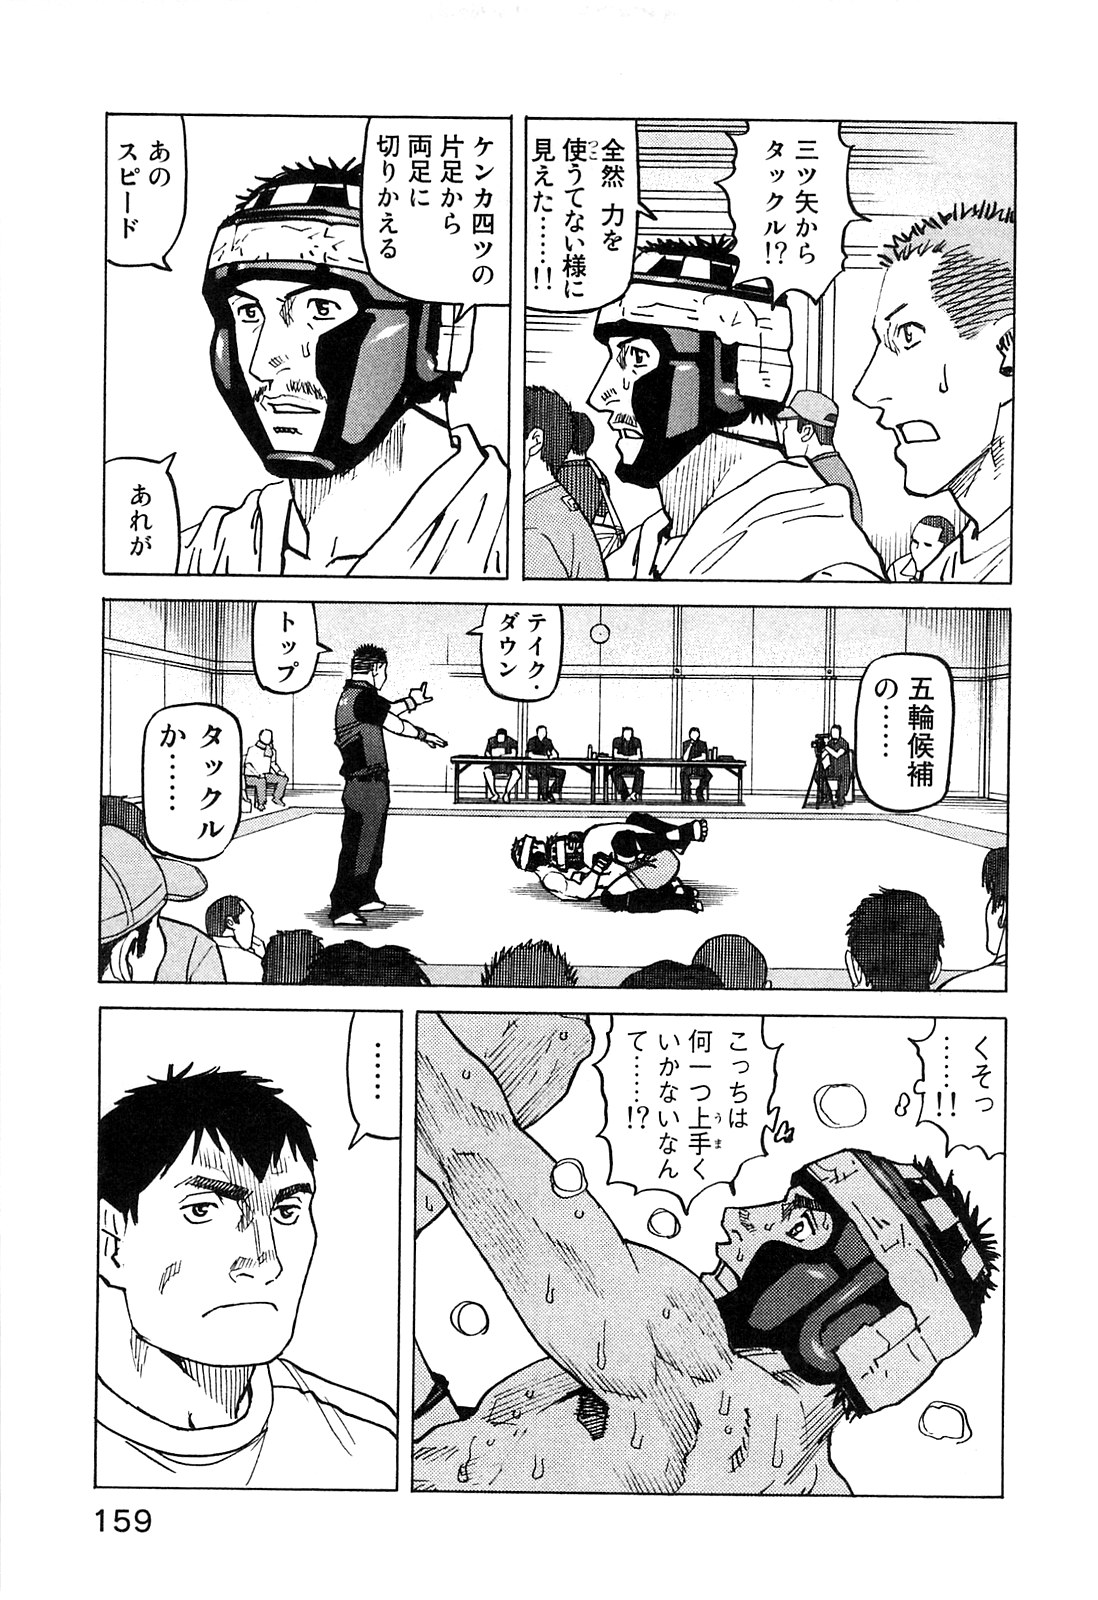 三ツ矢から
タックル!?
全然 力を
使うてない様に
つこ
見えた……!!
ケンカ四ツの
片足から
両足に
切りかえる
あの
スピード
あれが
五輪候補
の……
テイク・
ダウン
トップ
タックル
か……
くそっ
……!!
こっちは
何一つ上手く
うま
いかないなん
て……!?
……
159